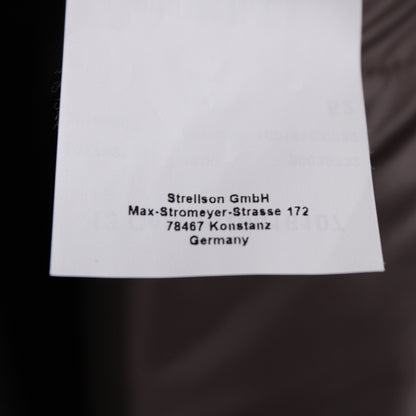 Strellson GmbH
Max-Stromeyer-Strasse 172
78467 Konstanz
Germany